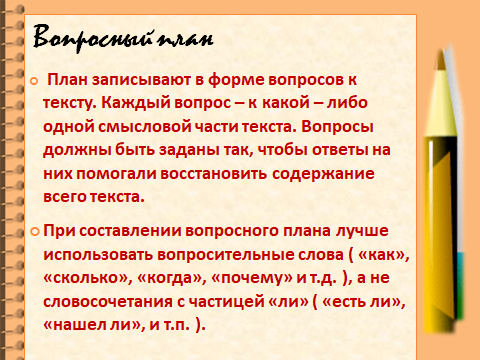 Вопросный план
План записывают в форме вопросов к
тексту. Каждый вопрос – к какой – либо
одной смысловой части текста. Вопросы
должны быть заданы так, чтобы ответы на
них помогали восстановить содержание
всего текста.
При составлении вопросного плана лучше
использовать вопросительные слова ( «как»,
«сколько», «когда», «почему» и т.д. ), а не
словосочетания с частицей «ли» ( «есть ли»,
«нашел ли», и т.п. ).